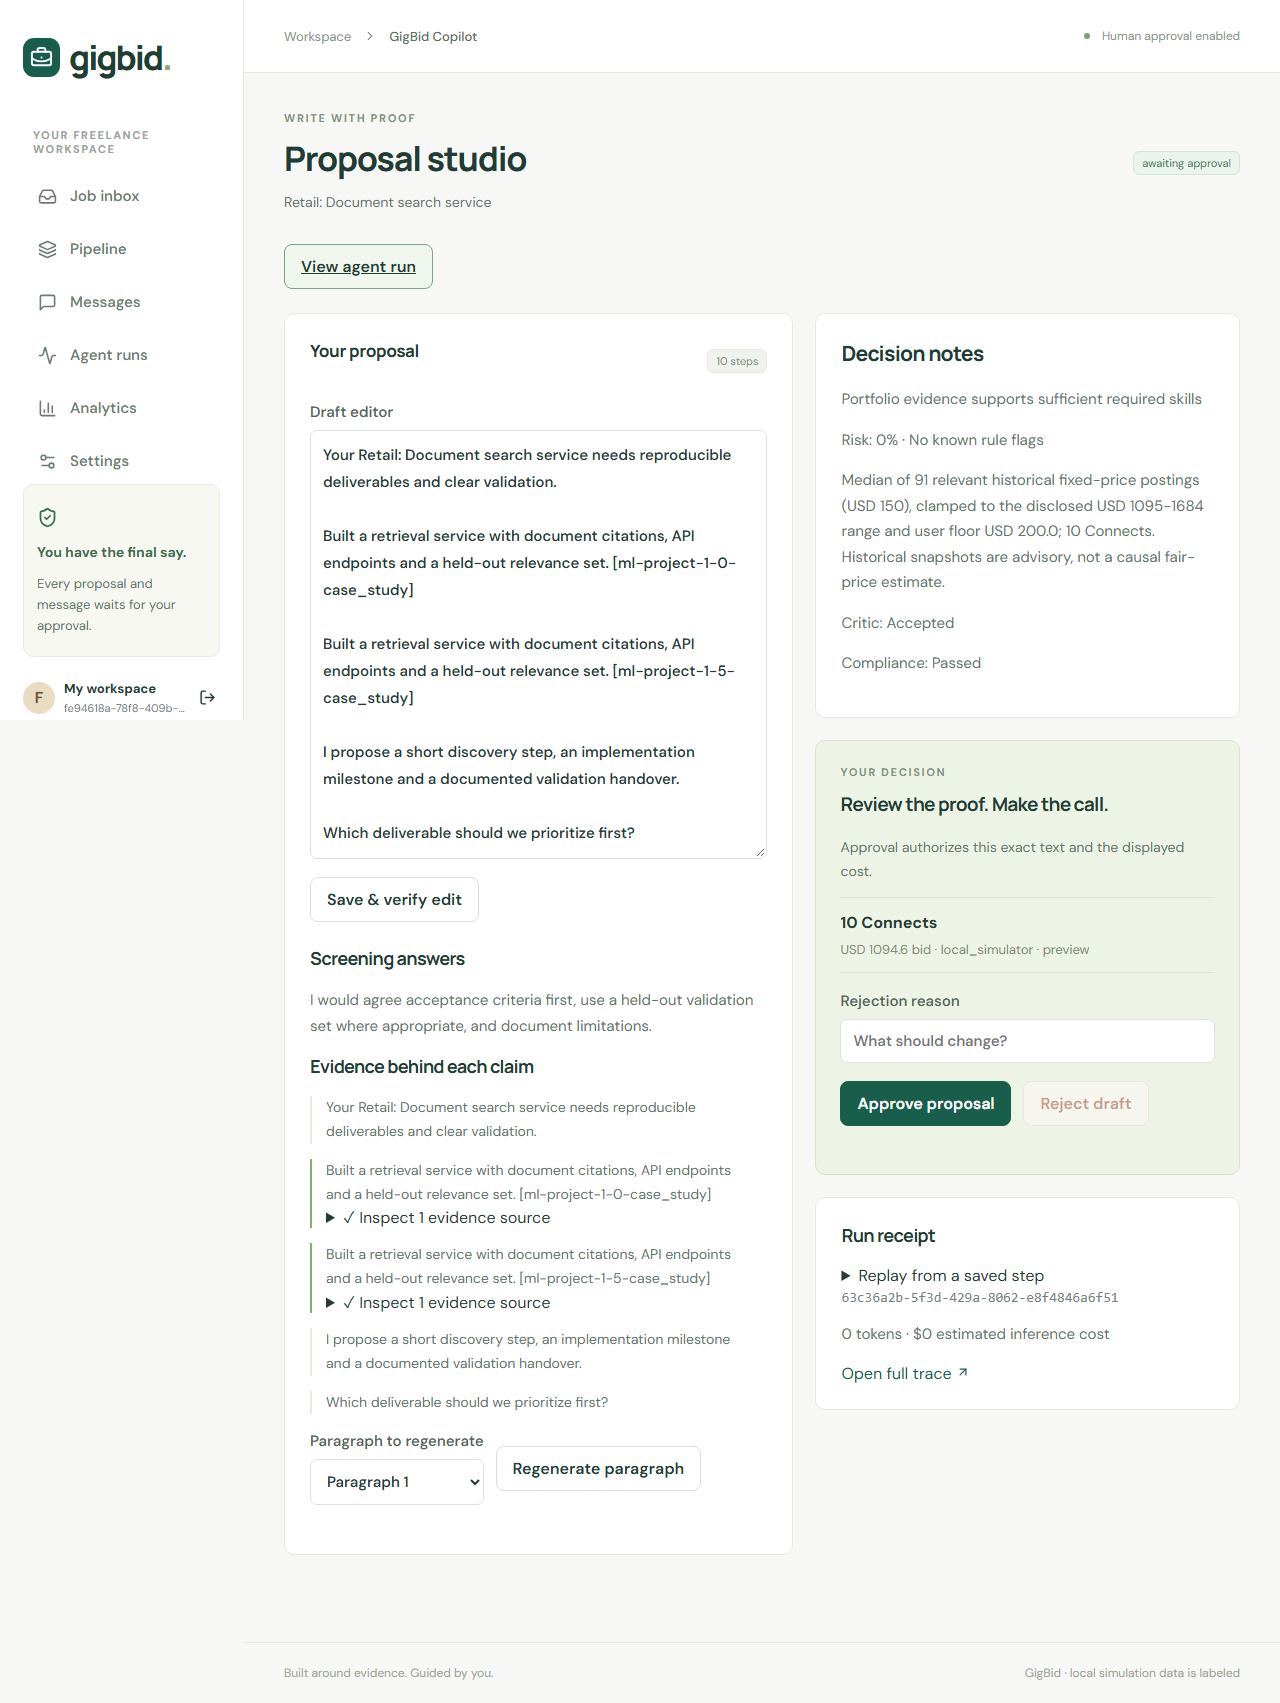 gigbid.
YOUR FREELANCE
WORKSPACE
Job inbox
Pipeline
Messages
Agent runs
Analytics
Settings
You have the final say.
Every proposal and
message waits for your
approval.
F
My workspace
fe94618a-78f8-409b-...
Workspace > GigBid Copilot
Human approval enabled
WRITE WITH PROOF
Proposal studio
Retail: Document search service
awaiting approval
View agent run
Your proposal
10 steps
Draft editor
Your Retail: Document search service needs reproducible
deliverables and clear validation.
Built a retrieval service with document citations, API
endpoints and a held-out relevance set. [ml-project-1-0-
case_study]
Built a retrieval service with document citations, API
endpoints and a held-out relevance set. [ml-project-1-5-
case_study]
I propose a short discovery step, an implementation
milestone and a documented validation handover.
Which deliverable should we prioritize first?
Save & verify edit
Screening answers
I would agree acceptance criteria first, use a held-out validation
set where appropriate, and document limitations.
Evidence behind each claim
Your Retail: Document search service needs reproducible
deliverables and clear validation.
Built a retrieval service with document citations, API endpoints
and a held-out relevance set. [ml-project-1-0-case_study]
▶ ✓ Inspect 1 evidence source
Built a retrieval service with document citations, API endpoints
and a held-out relevance set. [ml-project-1-5-case_study]
▶ ✓ Inspect 1 evidence source
I propose a short discovery step, an implementation milestone
and a documented validation handover.
Which deliverable should we prioritize first?
Paragraph to regenerate
Paragraph 1
Regenerate paragraph
Decision notes
Portfolio evidence supports sufficient required skills
Risk: 0% · No known rule flags
Median of 91 relevant historical fixed-price postings
(USD 150), clamped to the disclosed USD 1095-1684
range and user floor USD 200.0; 10 Connects.
Historical snapshots are advisory, not a causal fair-
price estimate.
Critic: Accepted
Compliance: Passed
YOUR DECISION
Review the proof. Make the call.
Approval authorizes this exact text and the displayed
cost.
10 Connects
USD 1094.6 bid · local_simulator · preview
Rejection reason
What should change?
Approve proposal
Reject draft
Run receipt
▶ Replay from a saved step
63c36a2b-5f3d-429a-8062-e8f4846a6f51
0 tokens · $0 estimated inference cost
Open full trace ↗
Built around evidence. Guided by you.
GigBid · local simulation data is labeled